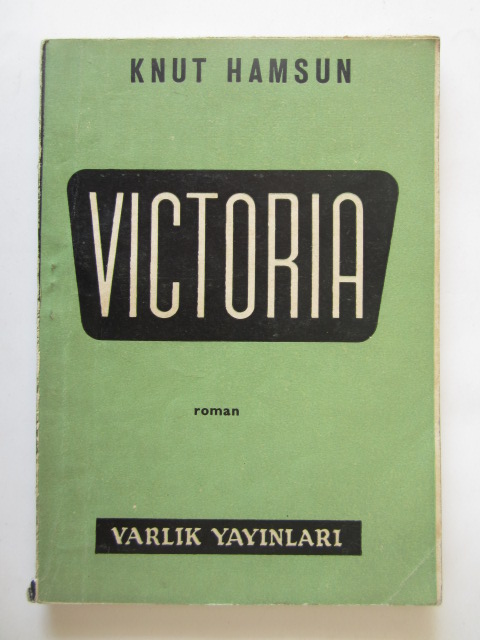 KNUT HAMSUN
VICTORIA
roman
VARLIK YAYINLARI